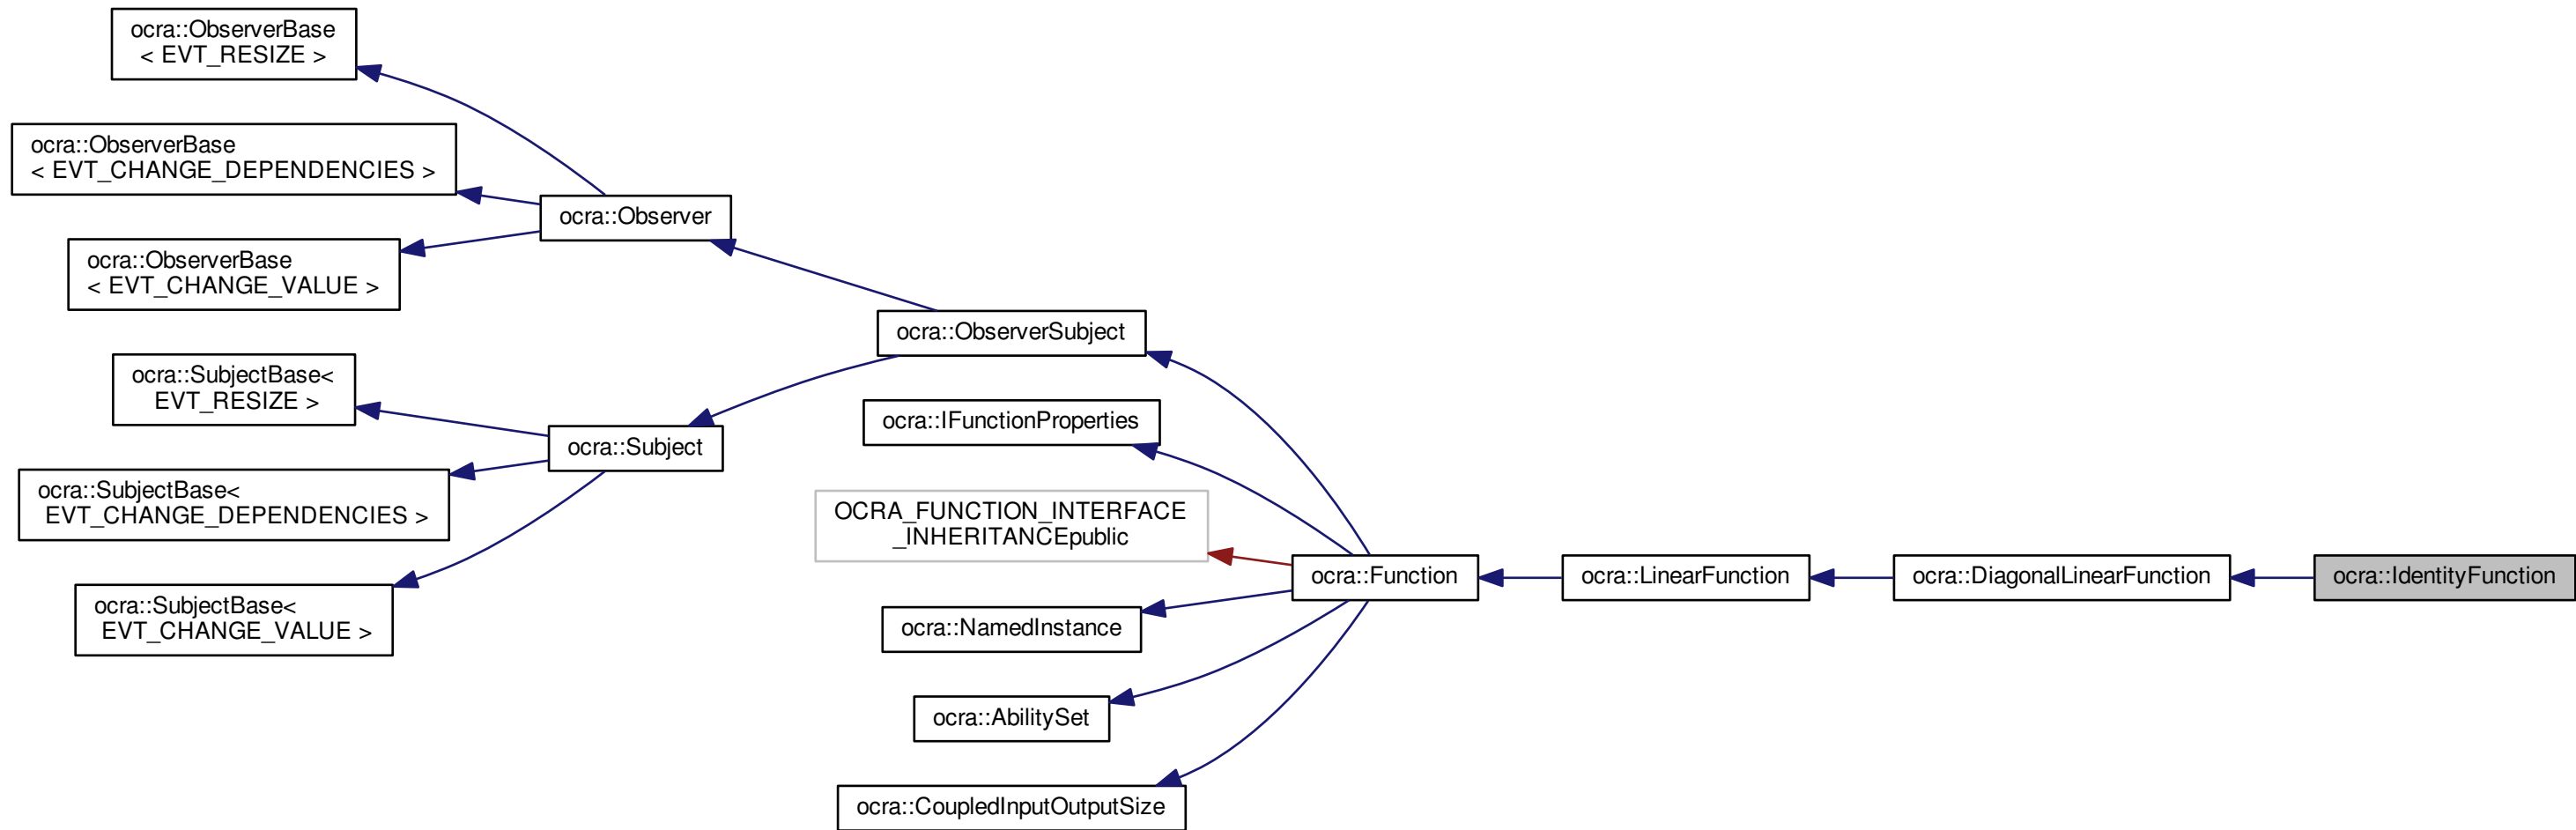 ocra::ObserverBase
< EVT_RESIZE >
ocra::ObserverBase
< EVT_CHANGE_DEPENDENCIES >
ocra::Observer
ocra::ObserverBase
< EVT_CHANGE_VALUE >
ocra::ObserverSubject
ocra::SubjectBase<
EVT_RESIZE >
ocra::IFunctionProperties
ocra::Subject
ocra::SubjectBase<
EVT_CHANGE_DEPENDENCIES >
OCRA_FUNCTION_INTERFACE
_INHERITANCEpublic
ocra::Function
ocra::LinearFunction
ocra::DiagonalLinearFunction
ocra::IdentityFunction
ocra::SubjectBase<
EVT_CHANGE_VALUE >
ocra::NamedInstance
ocra::AbilitySet
ocra::CoupledInputOutputSize